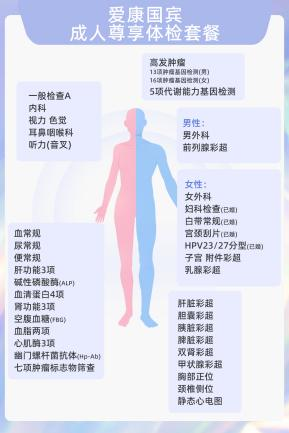 爱康国宾
成人尊享体检套餐
高发肿瘤
13项肿瘤基因检测(男)
16项肿瘤基因检测(女)
5项代谢能力基因检测
一般检查A
内科
视力 色觉
耳鼻咽喉科
听力(音叉)
男性：
男外科
前列腺彩超
女性：
女外科
妇科检查(已婚)
白带常规(已婚)
宫颈刮片(已婚)
HPV23/27分型(已婚)
子宫 附件彩超
乳腺彩超
血常规
尿常规
便常规
肝功能3项
碱性磷酸酶(ALP)
血清蛋白4项
肾功能3项
空腹血糖(FBG)
血脂两项
心肌酶3项
幽门螺杆菌抗体(Hp-Ab)
七项肿瘤标志物筛查
肝脏彩超
胆囊彩超
胰脏彩超
脾脏彩超
双肾彩超
甲状腺彩超
胸部正位
颈椎侧位
静态心电图